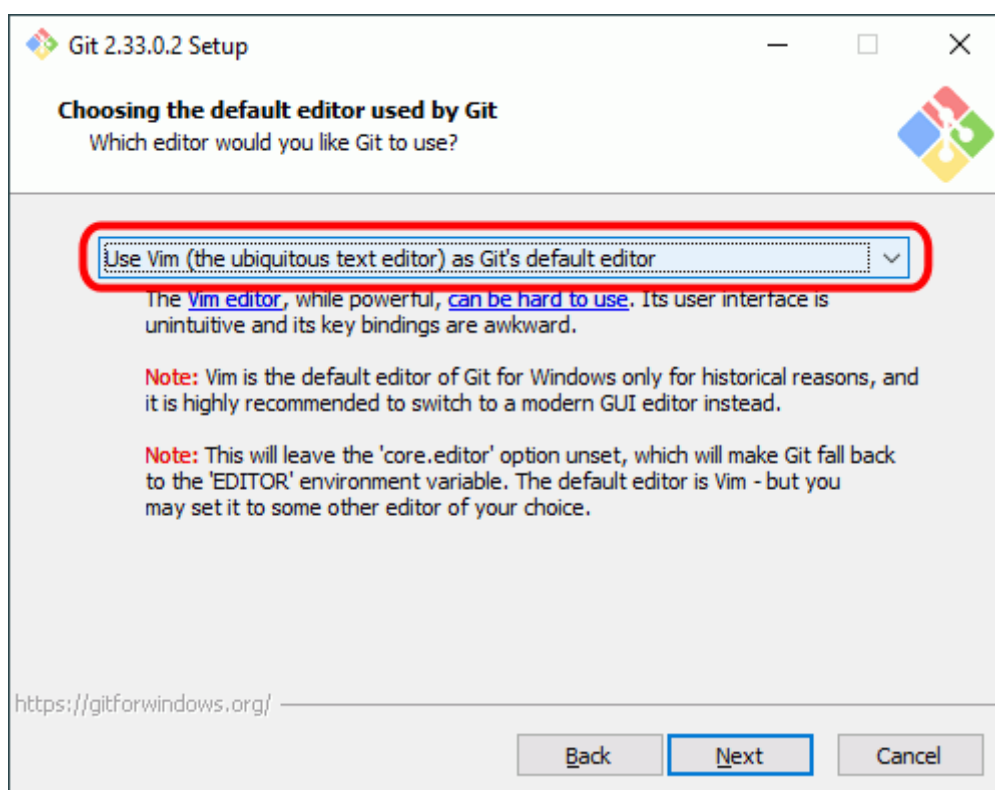 Git 2.33.0.2 Setup
Choosing the default editor used by Git
Which editor would you like Git to use?
Use Vim (the ubiquitous text editor) as Git's default editor
The Vim editor, while powerful, can be hard to use. Its user interface is
unintuitive and its key bindings are awkward.
Note: Vim is the default editor of Git for Windows only for historical reasons, and
it is highly recommended to switch to a modern GUI editor instead.
Note: This will leave the 'core.editor' option unset, which will make Git fall back
to the 'EDITOR' environment variable. The default editor is Vim - but you
may set it to some other editor of your choice.
https://gitforwindows.org/
Back
Next
Cancel